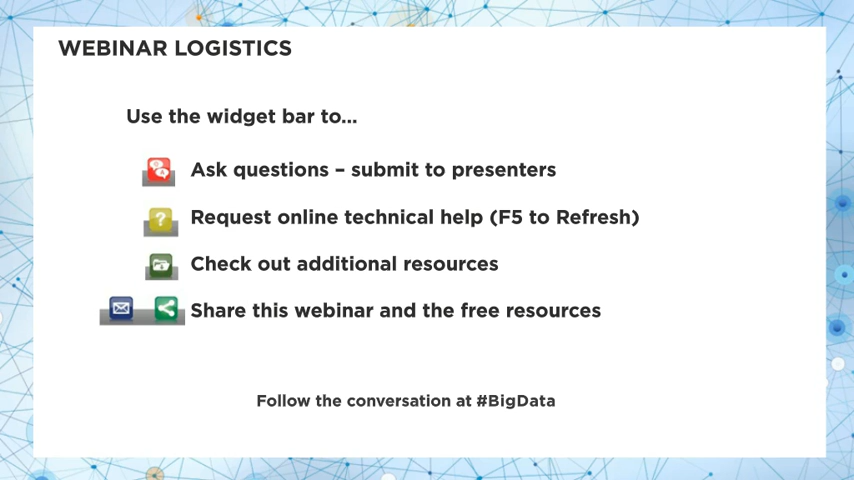 WEBINAR LOGISTICS
Use the widget bar to...
Ask questions – submit to presenters
Request online technical help (F5 to Refresh)
Check out additional resources
Share this webinar and the free resources
Follow the conversation at #BigData